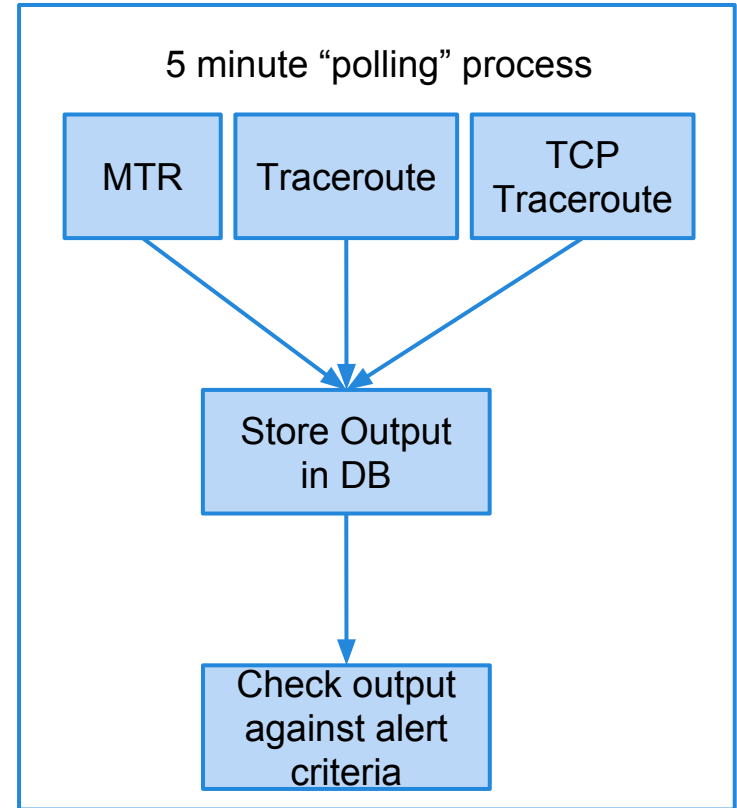 5 minute “polling” process
MTR
Traceroute
TCP
Traceroute
Store Output
in DB
Check output
against alert
criteria